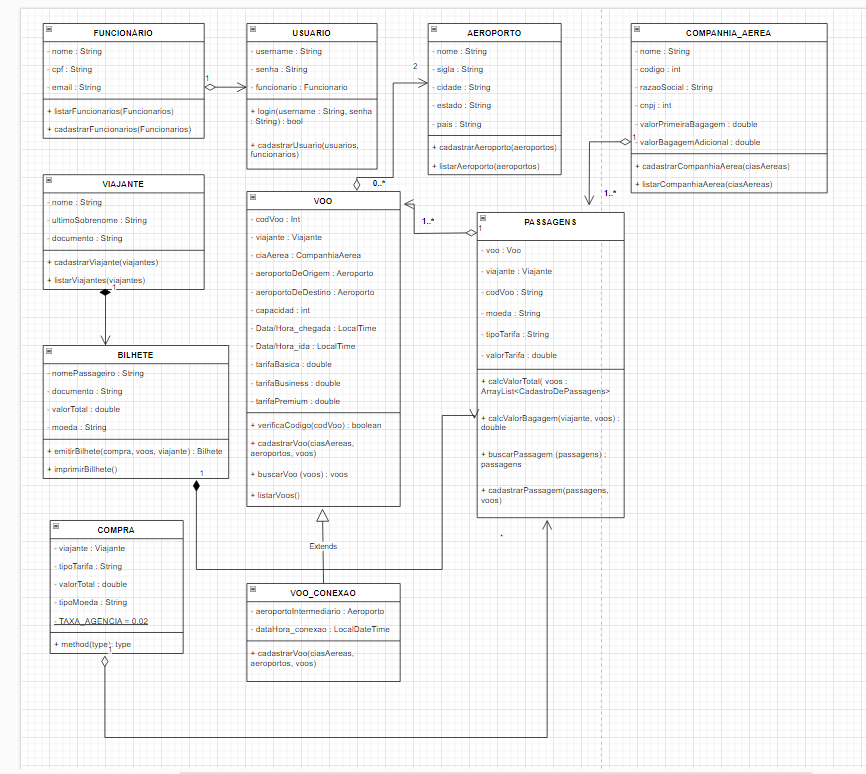 FUNCIONÁRIO
- nome : String
- cpf : String
- email : String
+ listarFuncionarios(Funcionarios)
+ cadastrarFuncionarios(Funcionarios)
1
USUARIO
- username : String
- senha : String
- funcionario : Funcionario
+ login(username : String, senha
: String) : bool
+ cadastrarUsuario(usuarios,
funcionarios)
AEROPORTO
- nome : String
- sigla : String
- cidade : String
- estado : String
- pais : String
+ cadastrarAeroporto(aeroportos)
+ listarAeroporto(aeroportos)
2
0..*
COMPANHIA_AEREA
- nome : String
- codigo : int
- razaoSocial : String
- cnpj : int
- valorPrimeiraBagagem : double
- valorBagagemAdicional : double
+ cadastrarCompanhiaAerea(ciasAereas)
+ listarCompanhiaAerea(ciasAereas)
1
1..*
VIAJANTE
- nome : String
- ultimoSobrenome : String
- documento : String
+ cadastrarViajante(viajantes)
+ listarViajantes(viajantes)
1
VOO
- codVoo : Int
- viajante : Viajante
- ciaAerea : CompanhiaAerea
- aeroportoDeOrigem : Aeroporto
- aeroportoDeDestino : Aeroporto
- capacidad : int
- Data/Hora_chegada : LocalTime
- Data/Hora_ida : LocalTime
- tarifaBasica : double
- tarifaBusiness : double
- tarifaPremium : double
+ verificaCodigo(codVoo) : boolean
+ cadastrarVoo(ciasAereas,
aeroportos, voos)
+ buscarVoo (voos) : voos
+ listarVoos()
1..*
1
PASSAGENS
- voo : Voo
- viajante : Viajante
- codVoo : String
- moeda : String
- tipoTarifa : String
- valorTarifa : double
+ calcValorTotal( voos :
ArrayList<CadastroDePassagens>
+ calcValorBagagem(viajante, voos) :
double
+ buscarPassagem (passagens) :
passagens
+ cadastrarPassagem(passagens,
voos)
*
BILHETE
- nomePassageiro : String
- documento : String
- valorTotal : double
- moeda : String
+ emitirBilhete(compra, voos, viajante) : Bilhete
+ imprimirBillhete()
1
COMPRA
- viajante : Viajante
- tipoTarifa : String
- valorTotal : double
- tipoMoeda : String
- TAXA_AGENCIA = 0.02
+ method(type): type
1
Extends
VOO_CONEXAO
- aeroportoIntermediario : Aeroporto
- dataHora_conexao : LocalDateTime
+ cadastrarVoo(ciasAereas,
aeroportos, voos)